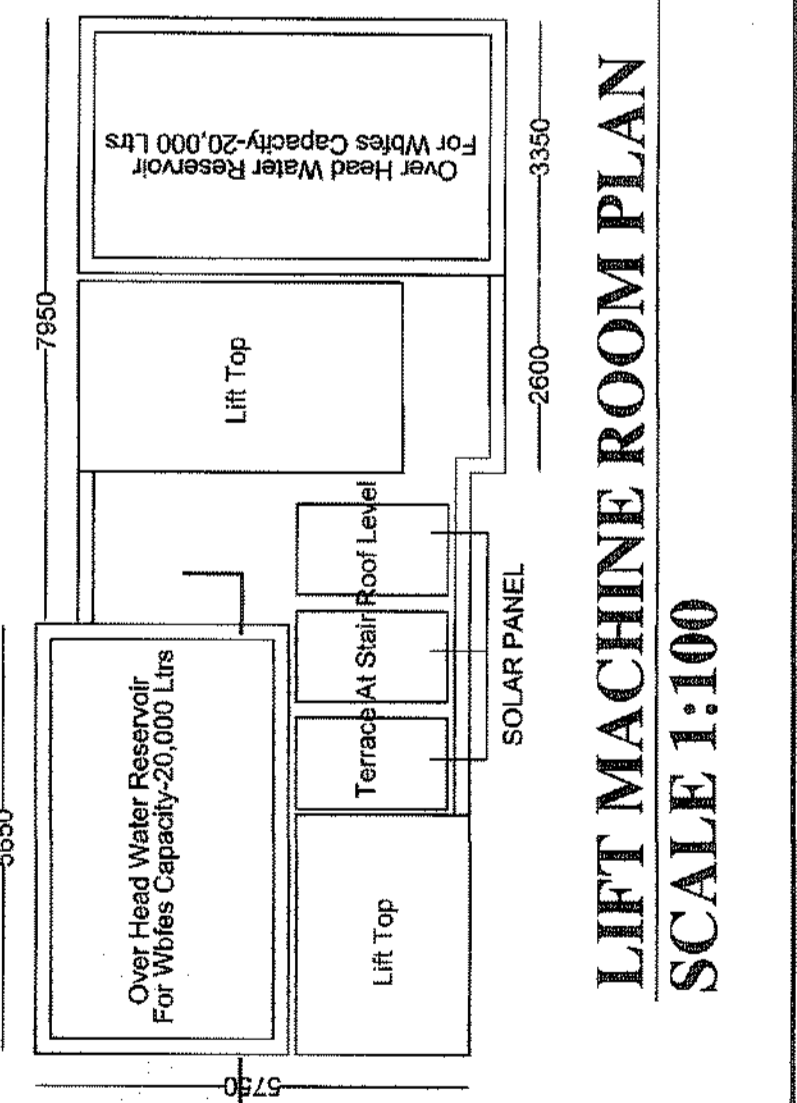 Over Head Water Reservoir
For Wbfes Capacity-20,000 Ltrs
7950
3350
2600
Lift Top
5650
Over Head Water Reservoir
For Wbfes Capacity-20,000 Ltrs
Terrace At Stair Roof Level
SOLAR PANEL
Lift Top
5750
LIFT MACHINE ROOM PLAN
SCALE 1:100